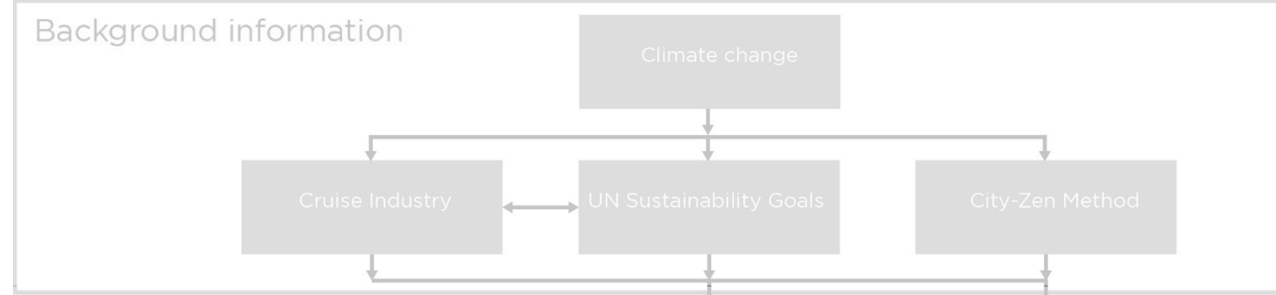 Background information
Climate change
Cruise Industry
UN Sustainability Goals
City-Zen Method